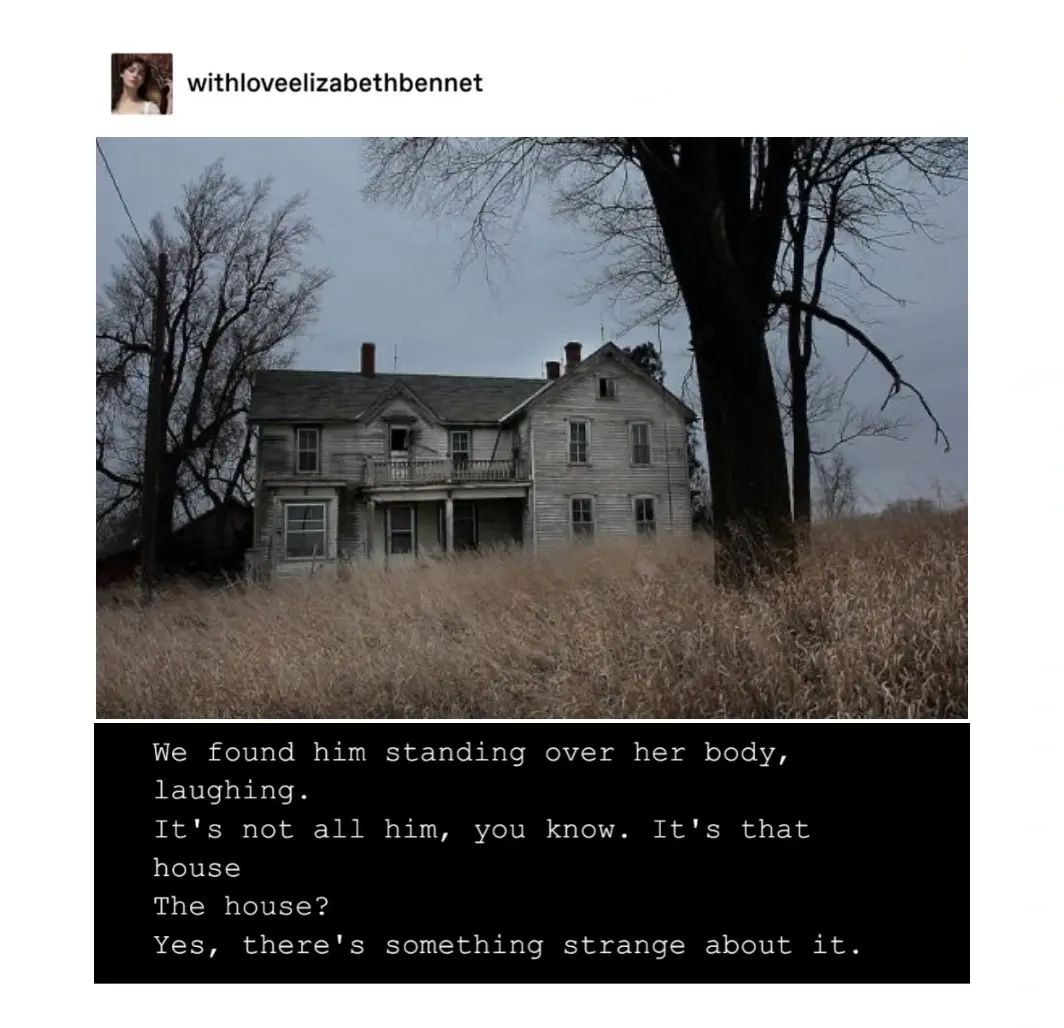 withloveelizabethbennet
We found him standing over her body,
laughing.
It's not all him, you know. It's that
house
The house?
Yes, there's something strange about it.